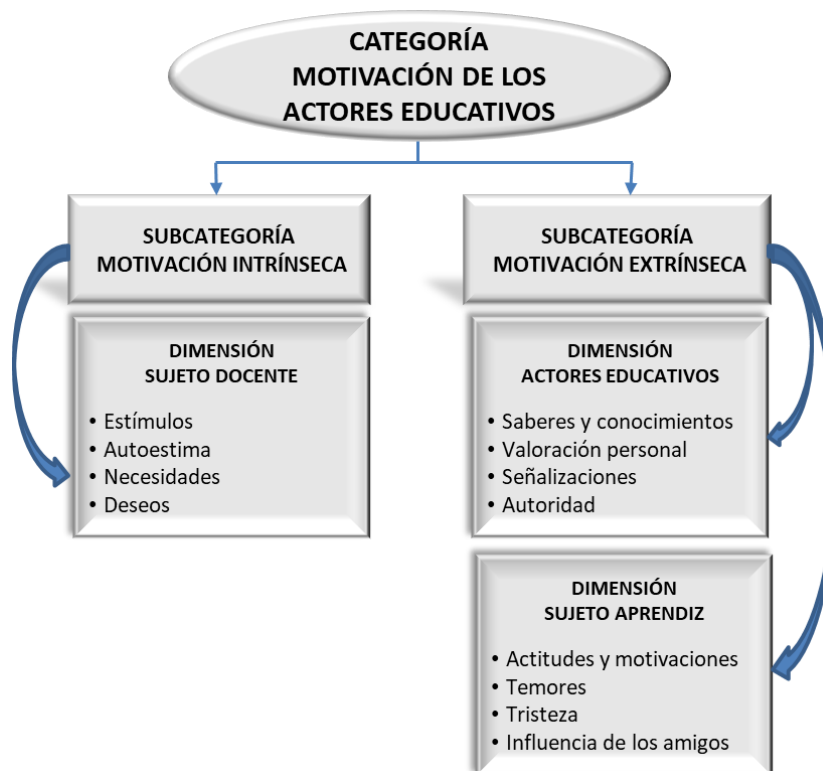 CATEGORÍA
MOTIVACIÓN DE LOS
ACTORES EDUCATIVOS
SUBCATEGORÍA
MOTIVACIÓN INTRÍNSECA
DIMENSIÓN
SUJETO DOCENTE
• Estímulos
• Autoestima
• Necesidades
• Deseos
SUBCATEGORÍA
MOTIVACIÓN EXTRÍNSECA
DIMENSIÓN
ACTORES EDUCATIVOS
• Saberes y conocimientos
• Valoración personal
• Señalizaciones
• Autoridad
DIMENSIÓN
SUJETO APRENDIZ
• Actitudes y motivaciones
• Temores
• Tristeza
• Influencia de los amigos